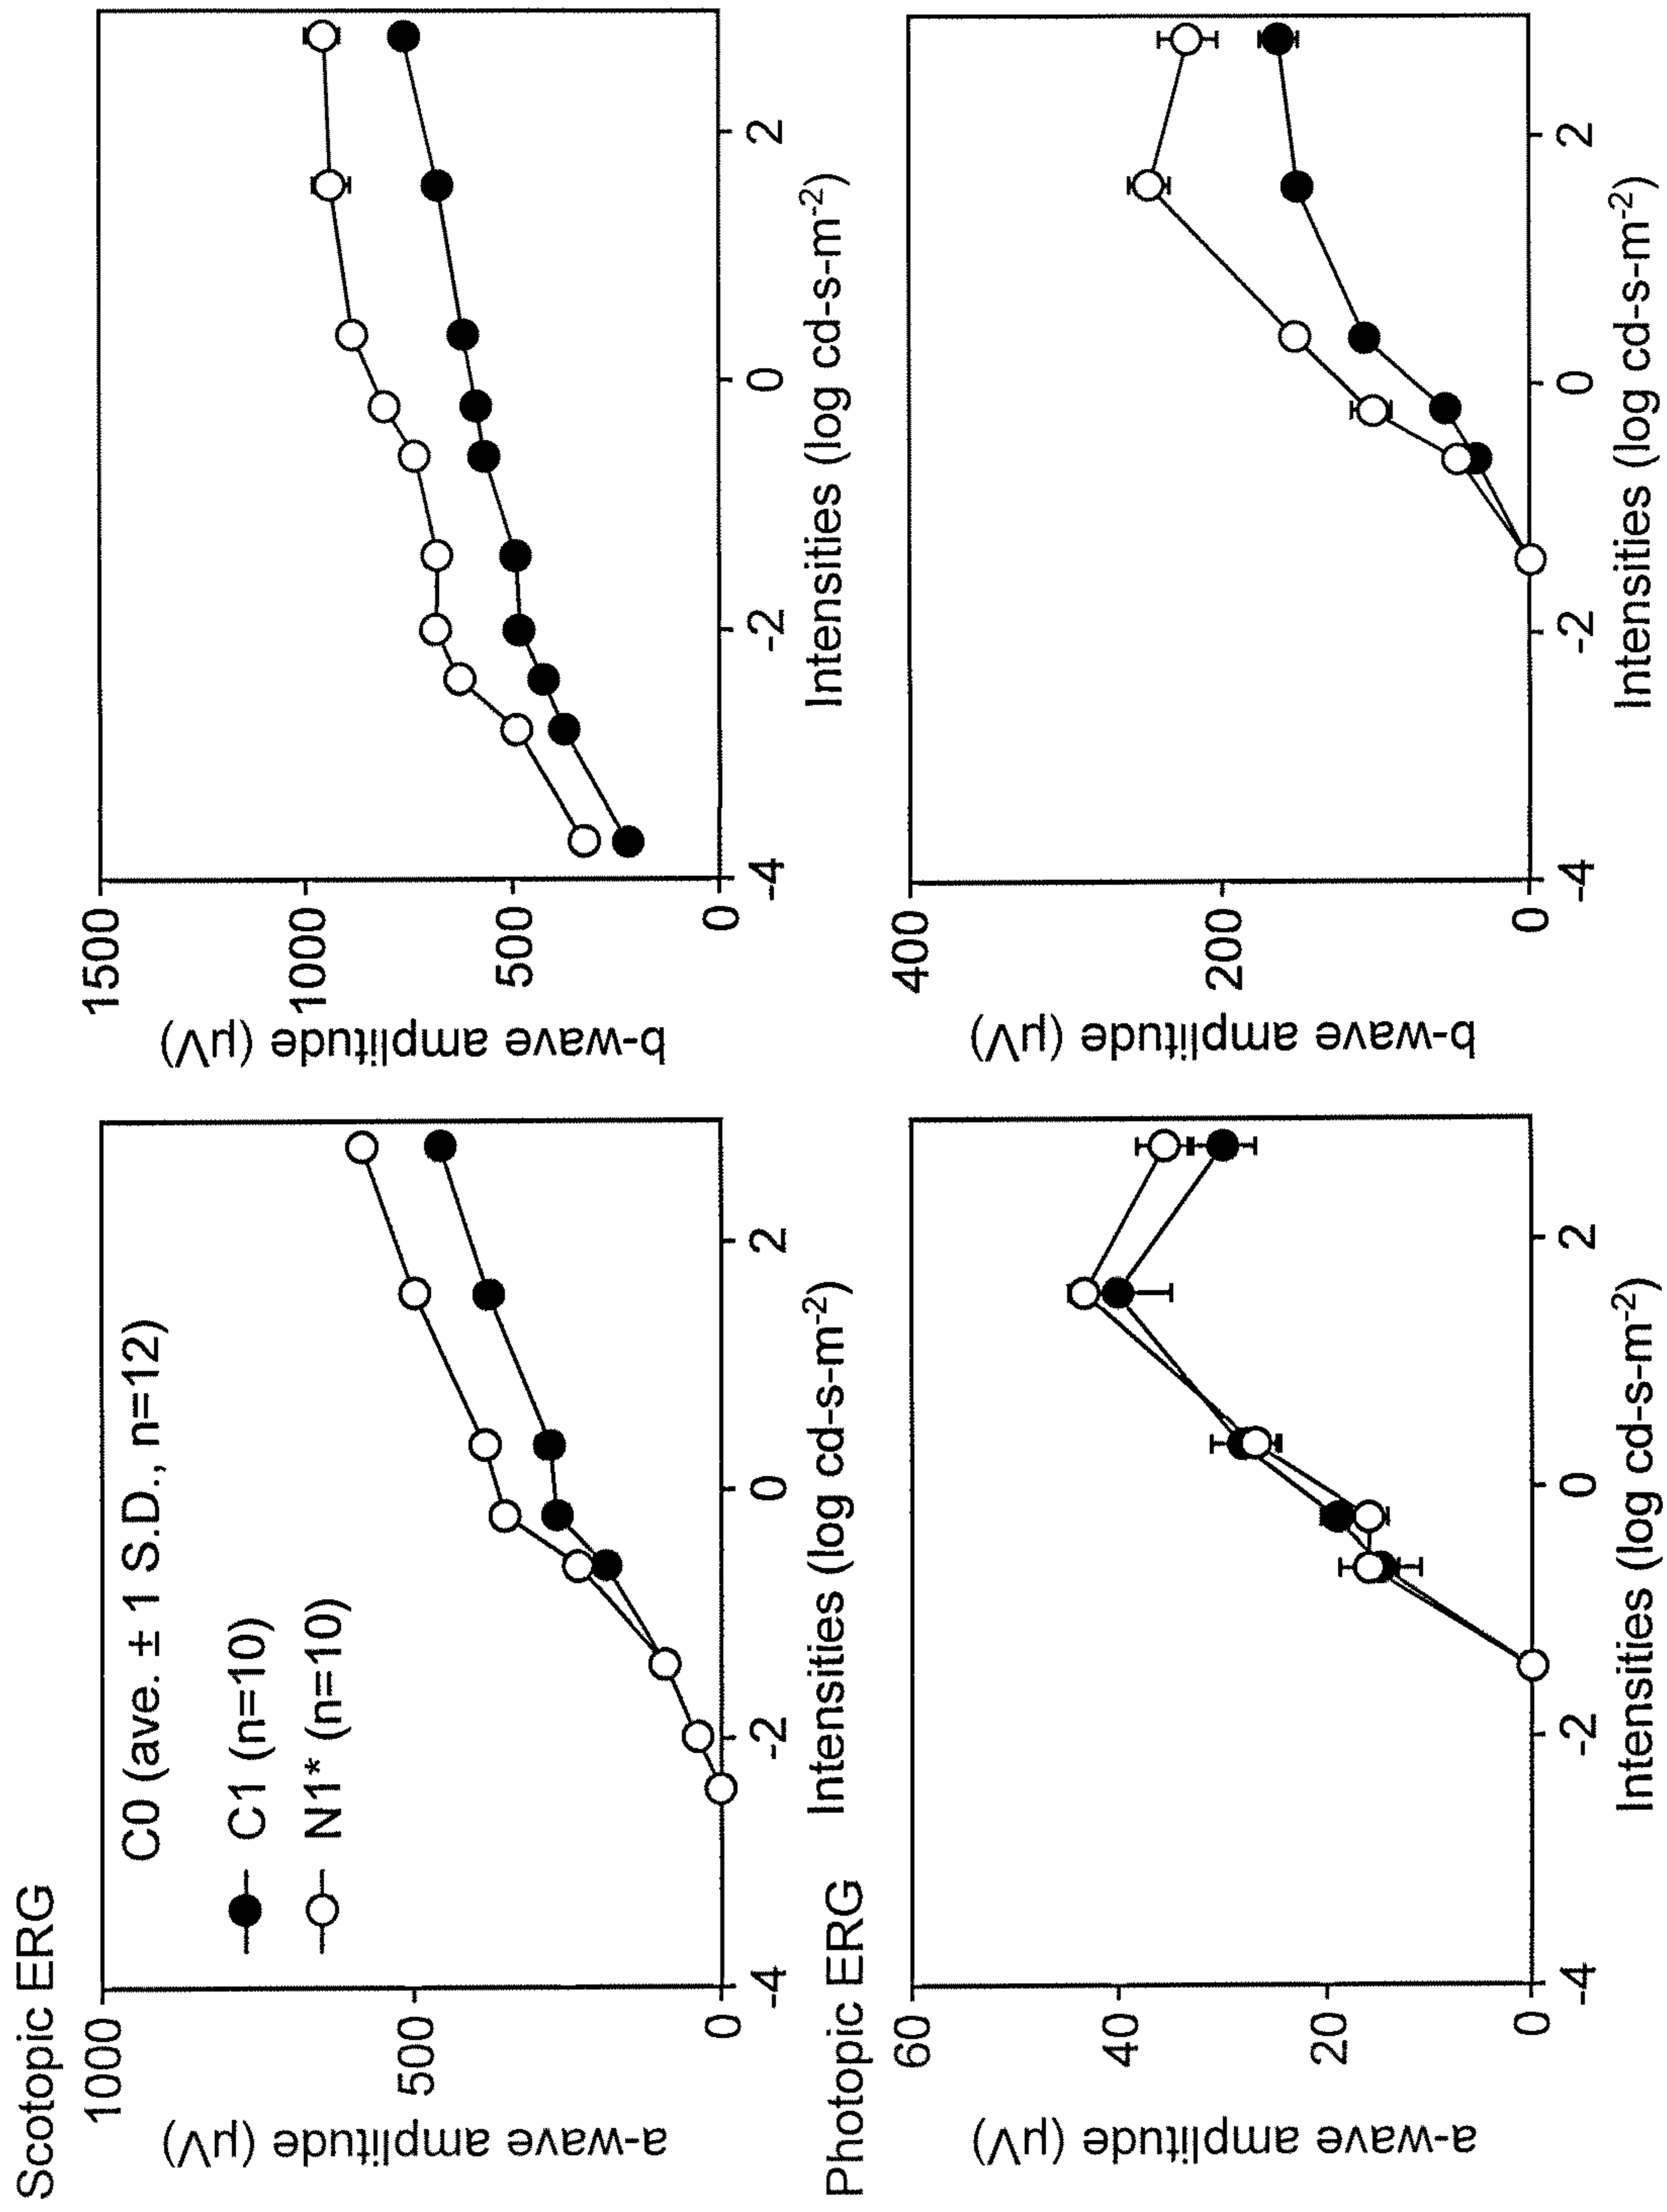 Scotopic ERG
C0 (ave. ± 1 S.D., n=12)
C1 (n=10)
N1* (n=10)
a-wave amplitude (µV)
1000
500
0
-4
-2
0
2
Intensities (log cd-s-m-2)
b-wave amplitude (µV)
1500
1000
500
0
-4
-2
0
2
Intensities (log cd-s-m-2)
Photopic ERG
a-wave amplitude (µV)
60
40
20
0
-4
-2
0
2
Intensities (log cd-s-m-2)
b-wave amplitude (µV)
400
200
0
-4
-2
0
2
Intensities (log cd-s-m-2)